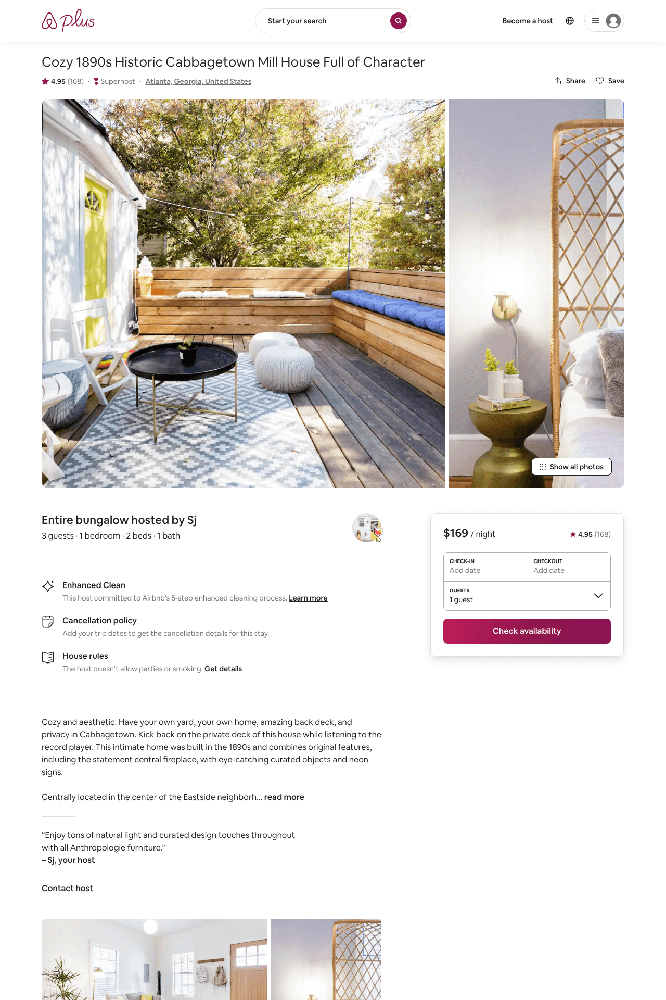 plus
Start your search
Become a host
Cozy 1890s Historic Cabbagetown Mill House Full of Character
4.95 (168) · Superhost · Atlanta, Georgia, United States
Share
Save
Show all photos
Entire bungalow hosted by Sj
3 guests · 1 bedroom · 2 beds · 1 bath
Enhanced Clean
This host committed to Airbnb's 5-step enhanced cleaning process. Learn more
Cancellation policy
Add your trip dates to get the cancellation details for this stay.
House rules
The host doesn’t allow parties or smoking. Get details
$169 / night
4.95 (168)
CHECK-IN
Add date
CHECKOUT
Add date
GUESTS
1 guest
Check availability
Cozy and aesthetic. Have your own yard, your own home, amazing back deck, and
privacy in Cabbagetown. Kick back on the private deck of this house while listening to the
record player. This intimate home was built in the 1890s and combines original features,
including the statement central fireplace, with eye-catching curated objects and neon
signs.
Centrally located in the center of the Eastside neighborh... read more
“Enjoy tons of natural light and curated design touches throughout
with all Anthropologie furniture.”
– Sj, your host
Contact host